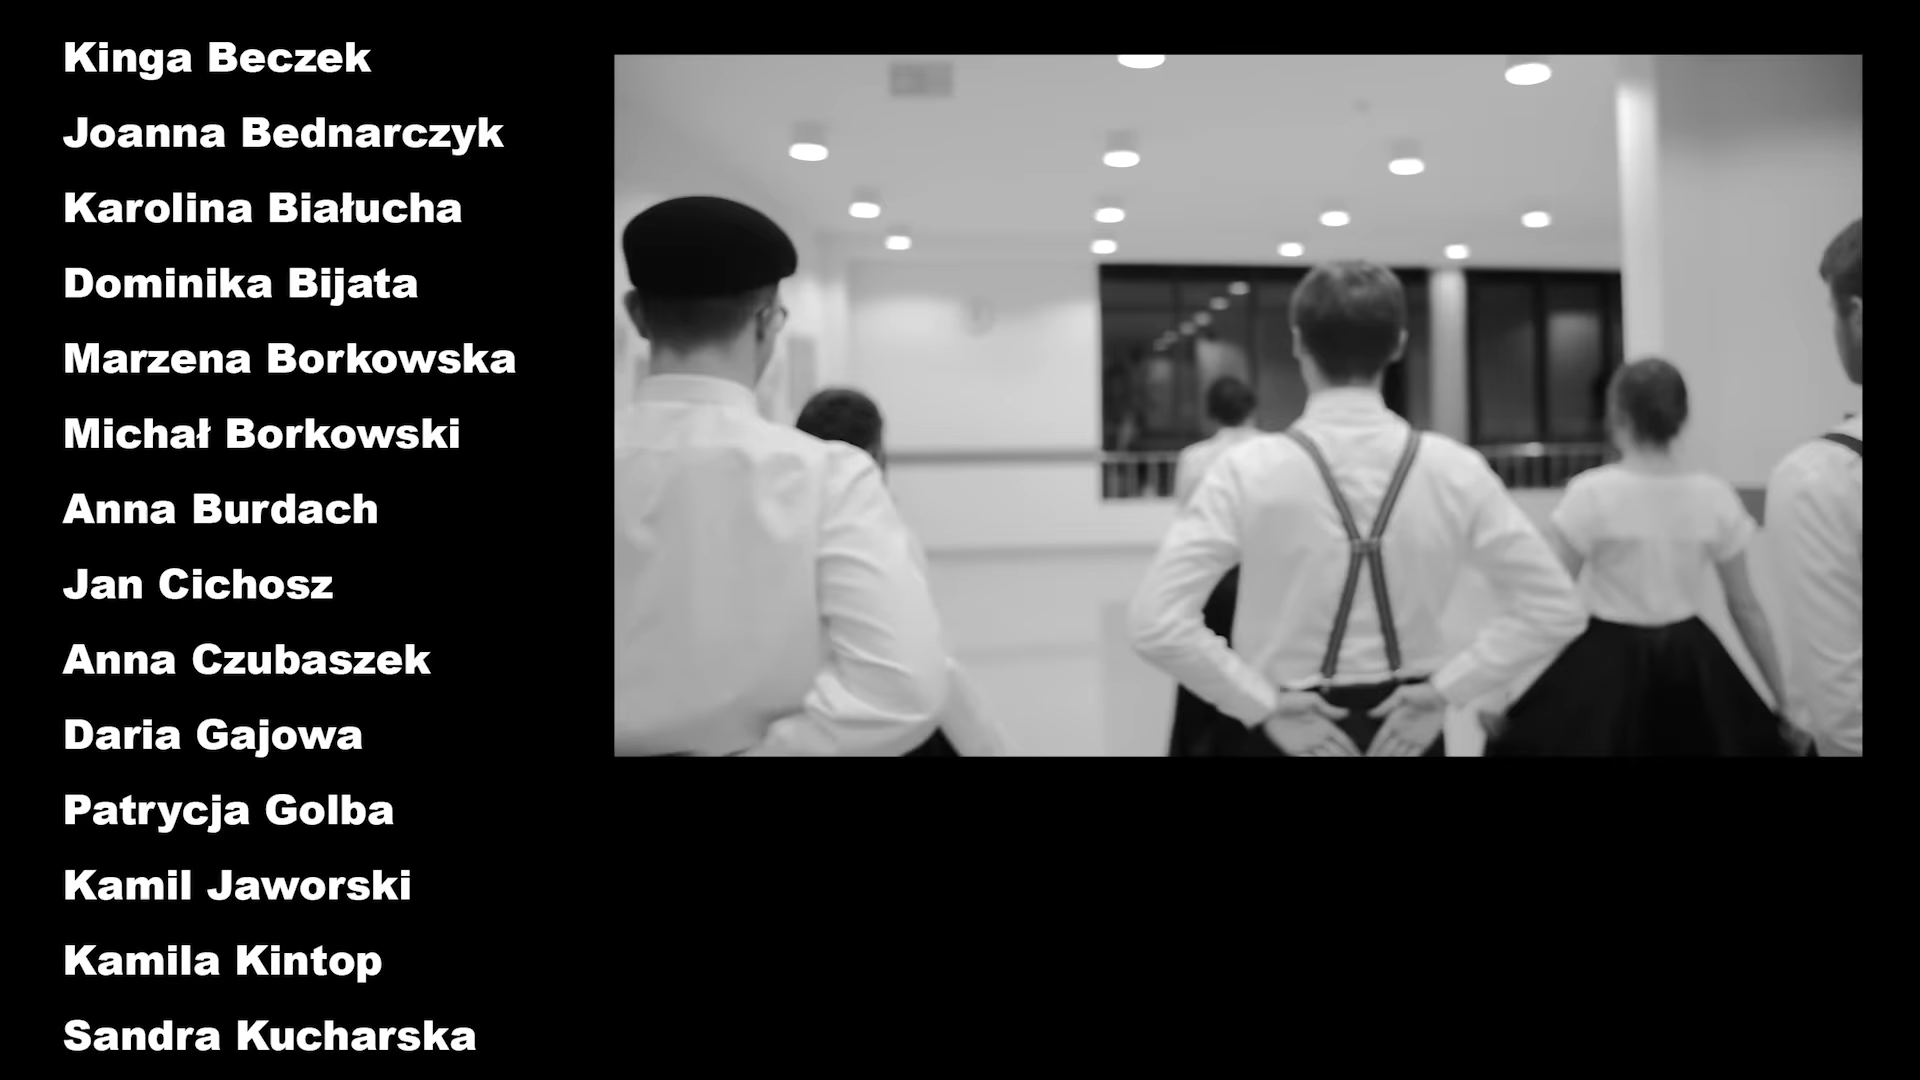 Kinga Beczek
Joanna Bednarczyk
Karolina Białucha
Dominika Bijata
Marzena Borkowska
Michał Borkowski
Anna Burdach
Jan Cichosz
Anna Czubaszek
Daria Gajowa
Patrycja Golba
Kamil Jaworski
Kamila Kintop
Sandra Kucharska